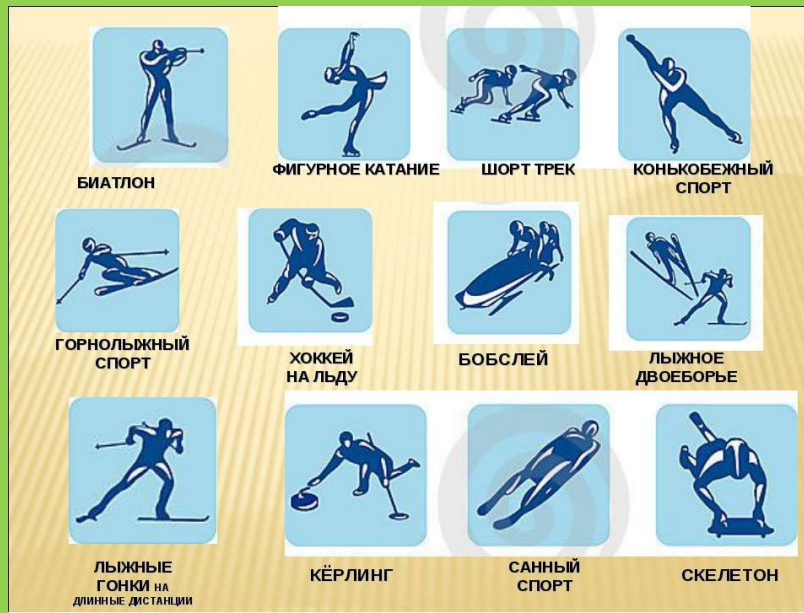 БИАТЛОН
ФИГУРНОЕ КАТАНИЕ
ШОРТ ТРЕК
КОНЬКОБЕЖНЫЙ
СПОРТ
ГОРНОЛЫЖНЫЙ
СПОРТ
ХОККЕЙ
НА ЛЬДУ
БОБСЛЕЙ
ЛЫЖНОЕ
ДВОЕБОРЬЕ
ЛЫЖНЫЕ
ГОНКИ НА
ДЛИННЫЕ ДИСТАНЦИИ
КЁРЛИНГ
САННЫЙ
СПОРТ
СКЕЛЕТОН